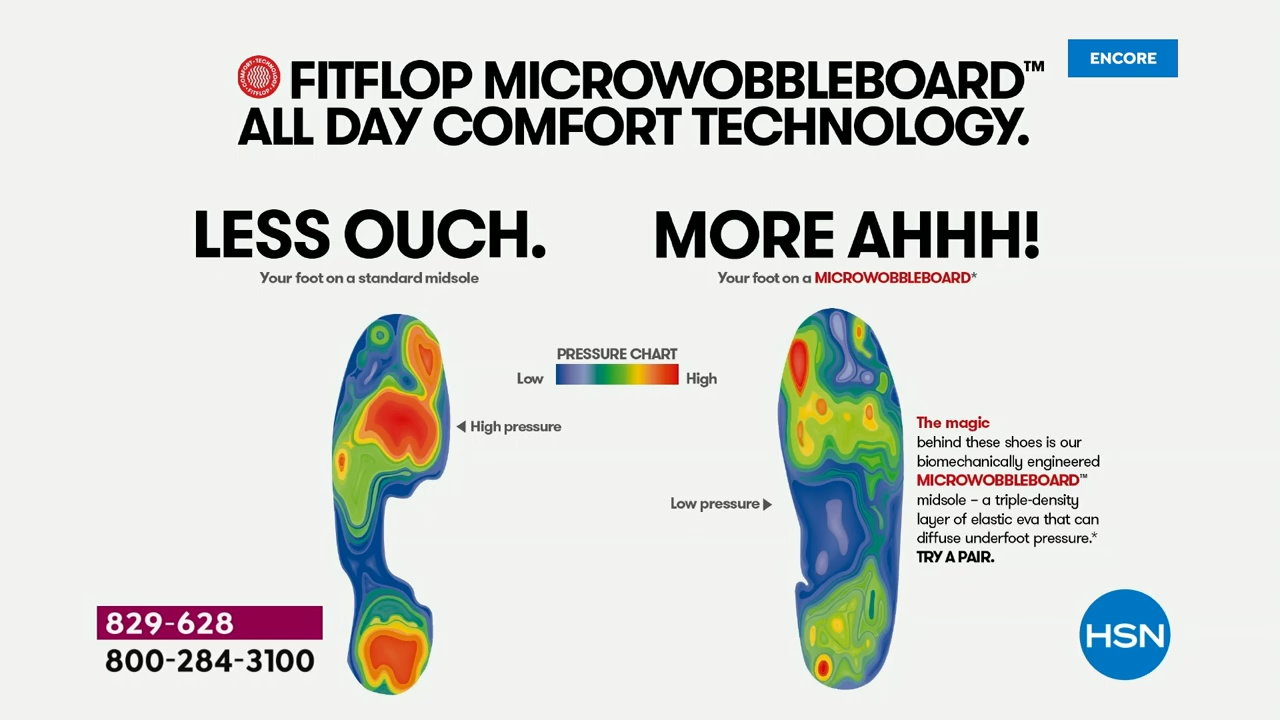 ENCORE
FITFLOP MICROWOBBLEBOARD™
ALL DAY COMFORT TECHNOLOGY.
LESS OUCH.
MORE AHHH!
Your foot on a standard midsole
Your foot on a MICROWOBBLEBOARD*
PRESSURE CHART
Low
High
High pressure
Low pressure
The magic
behind these shoes is our
biomechanically engineered
MICROWOBBLEBOARD™
midsole – a triple-density
layer of elastic eva that can
diffuse underfoot pressure.*
TRY A PAIR.
829-628
800-284-3100
HSN